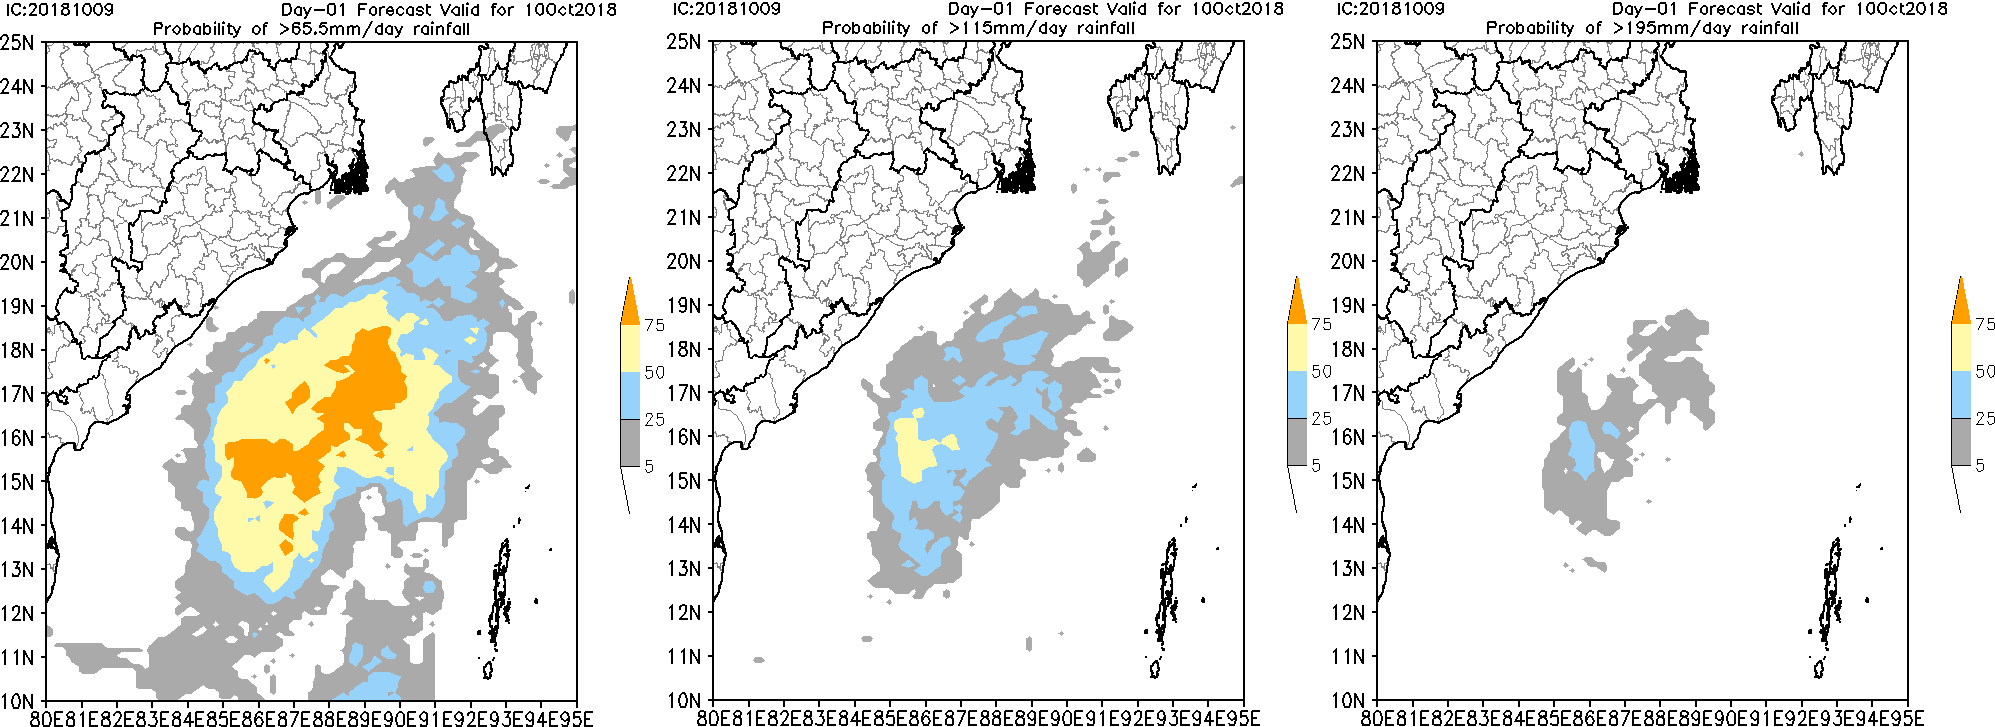 IC:20181009 Day-01 Forecast Valid for 10Oct2018
Probability of >65.5mm/day rainfall
25N
24N
23N
22N
21N
20N
19N
18N
17N
16N
15N
14N
13N
12N
11N
10N
80E81E82E83E84E85E86E87E88E89E90E91E92E93E94E95E
75
50
25
5
IC:20181009 Day-01 Forecast Valid for 10Oct2018
Probability of >115mm/day rainfall
25N
24N
23N
22N
21N
20N
19N
18N
17N
16N
15N
14N
13N
12N
11N
10N
80E81E82E83E84E85E86E87E88E89E90E91E92E93E94E95E
75
50
25
5
IC:20181009 Day-01 Forecast Valid for 10Oct2018
Probability of >195mm/day rainfall
25N
24N
23N
22N
21N
20N
19N
18N
17N
16N
15N
14N
13N
12N
11N
10N
80E81E82E83E84E85E86E87E88E89E90E91E92E93E94E95E
75
50
25
5